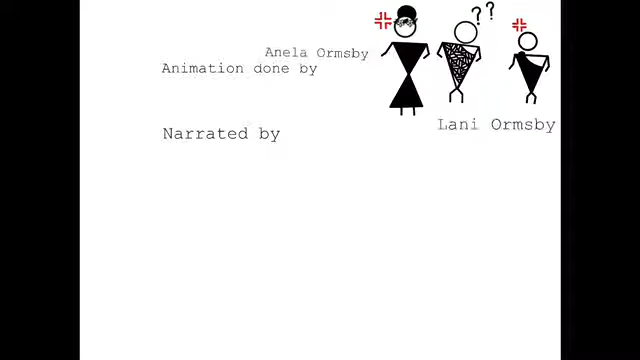 ??
Anela Ormsby
Animation done by
Lani Ormsby
Narrated by